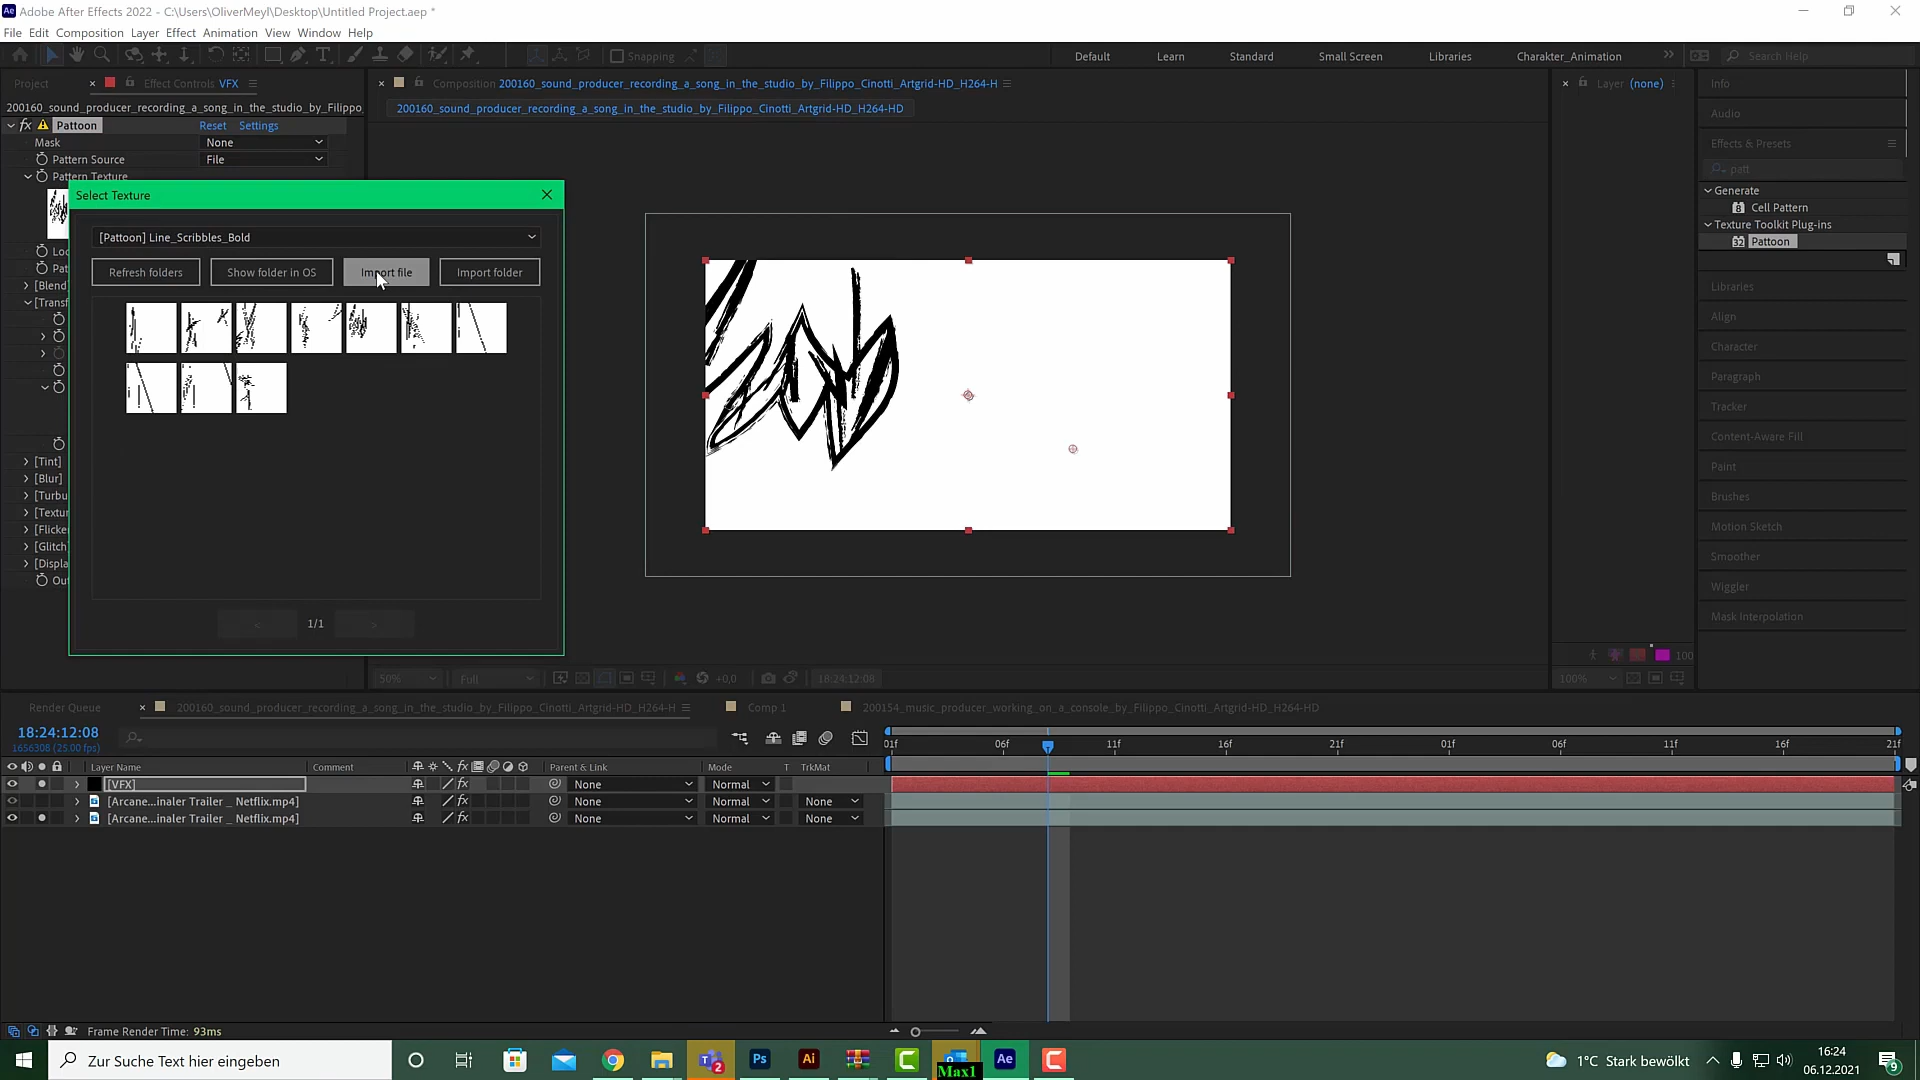 Adobe After Effects 2022 - C:\Users\OliverMeyl\Desktop\Untitled Project.aep *
File Edit Composition Layer Effect Animation View Window Help
Snapping
Default Learn Standard Small Screen Libraries Charakter_Animation
Search Help
Project
Effect Controls VFX
Composition 200160_sound_producer_recording_a_song_in_the_studio_by_Filippo_Cinotti_Artgrid-HD_H264-H
Layer (none)
200160_sound_producer_recording_a_song_in_the_studio_by_Filippo
200160_sound_producer_recording_a_song_in_the_studio_by_Filippo_Cinotti_Artgrid-HD_H264-HD
fx Pattoon Reset Settings
Mask None
Pattern Source File
Pattern Texture
Select Texture
[Pattoon] Line_Scribbles_Bold
Refresh folders Show folder in OS Import file Import folder
1/1
Loc
Pat
[Blend
[Transf
[Tint]
[Blur]
[Turbu
[Textur
[Flicke
[Glitch
[Displa
Out
Info
Audio
Effects & Presets
patt
Generate
Cell Pattern
Texture Toolkit Plug-ins
Pattoon
Libraries
Align
Character
Paragraph
Tracker
Content-Aware Fill
Paint
Brushes
Motion Sketch
Smoother
Wiggler
Mask Interpolation
50% Full +0,0 18:24:12:08
100
100%
Render Queue
200160_sound_producer_recording_a_song_in_the_studio_by_Filippo_Cinotti_Artgrid-HD_H264-H
Comp 1
200154_music_producer_working_on_a_console_by_Filippo_Cinotti_Artgrid-HD_H264-HD
18:24:12:08
1656308 (25.00 fps)
01f 06f 11f 16f 21f 01f 06f 11f 16f 21f
Layer Name Comment fx Parent & Link Mode T TrkMat
[VFX] fx None Normal
[Arcane...inaler Trailer _ Netflix.mp4] fx None Normal None
[Arcane...inaler Trailer _ Netflix.mp4] fx None Normal None
Frame Render Time: 93ms
Zur Suche Text hier eingeben
2
Ps
Ai
Max1
Ae
1°C Stark bewölkt
16:24
06.12.2021
9